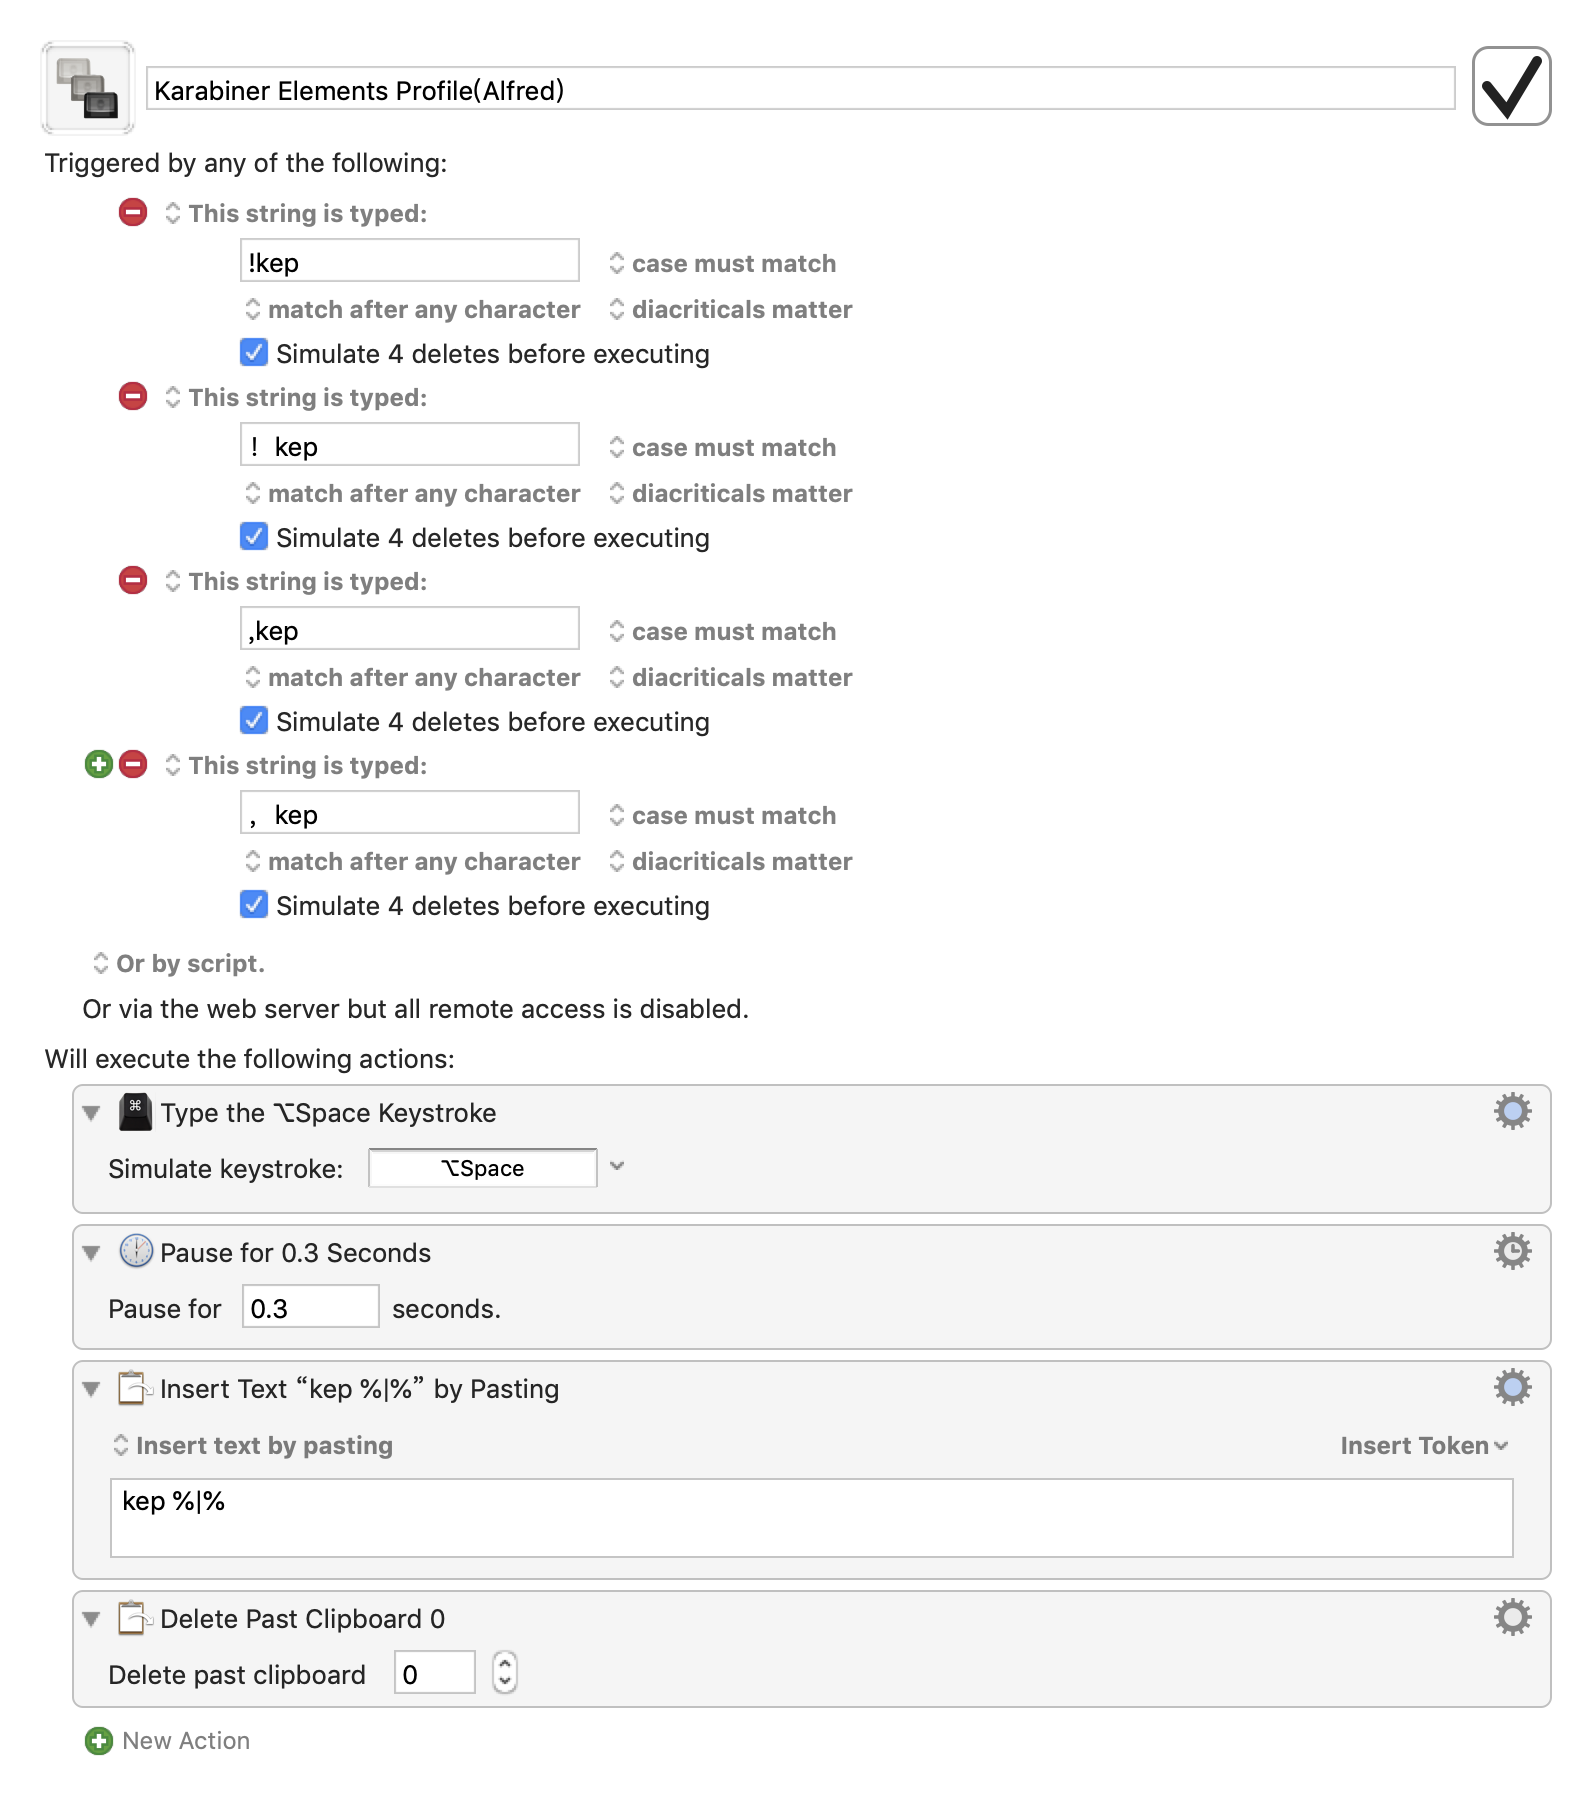 Karabiner Elements Profile(Alfred)
Triggered by any of the following:
This string is typed:
!kep case must match
match after any character diacriticals matter
Simulate 4 deletes before executing
This string is typed:
！kep case must match
match after any character diacriticals matter
Simulate 4 deletes before executing
This string is typed:
,kep case must match
match after any character diacriticals matter
Simulate 4 deletes before executing
This string is typed:
，kep case must match
match after any character diacriticals matter
Simulate 4 deletes before executing
Or by script.
Or via the web server but all remote access is disabled.
Will execute the following actions:
⌘ Type the ⌥Space Keystroke
Simulate keystroke: ⌥Space
Pause for 0.3 Seconds
Pause for 0.3 seconds.
Insert Text “kep %|%” by Pasting
Insert text by pasting Insert Token
kep %|%
Delete Past Clipboard 0
Delete past clipboard 0
New Action